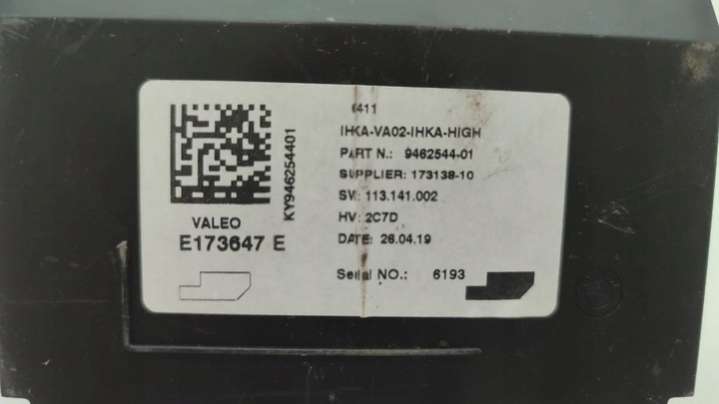 KY946254401
VALEO
E173647 E
6411
IHKA-VA02-IHKA-HIGH
PART N.: 9462544-01
SUPPLIER: 173138-10
SW: 113.141.002
HW: 2C7D
DATE: 26.04.19
Serial NO.: 6193